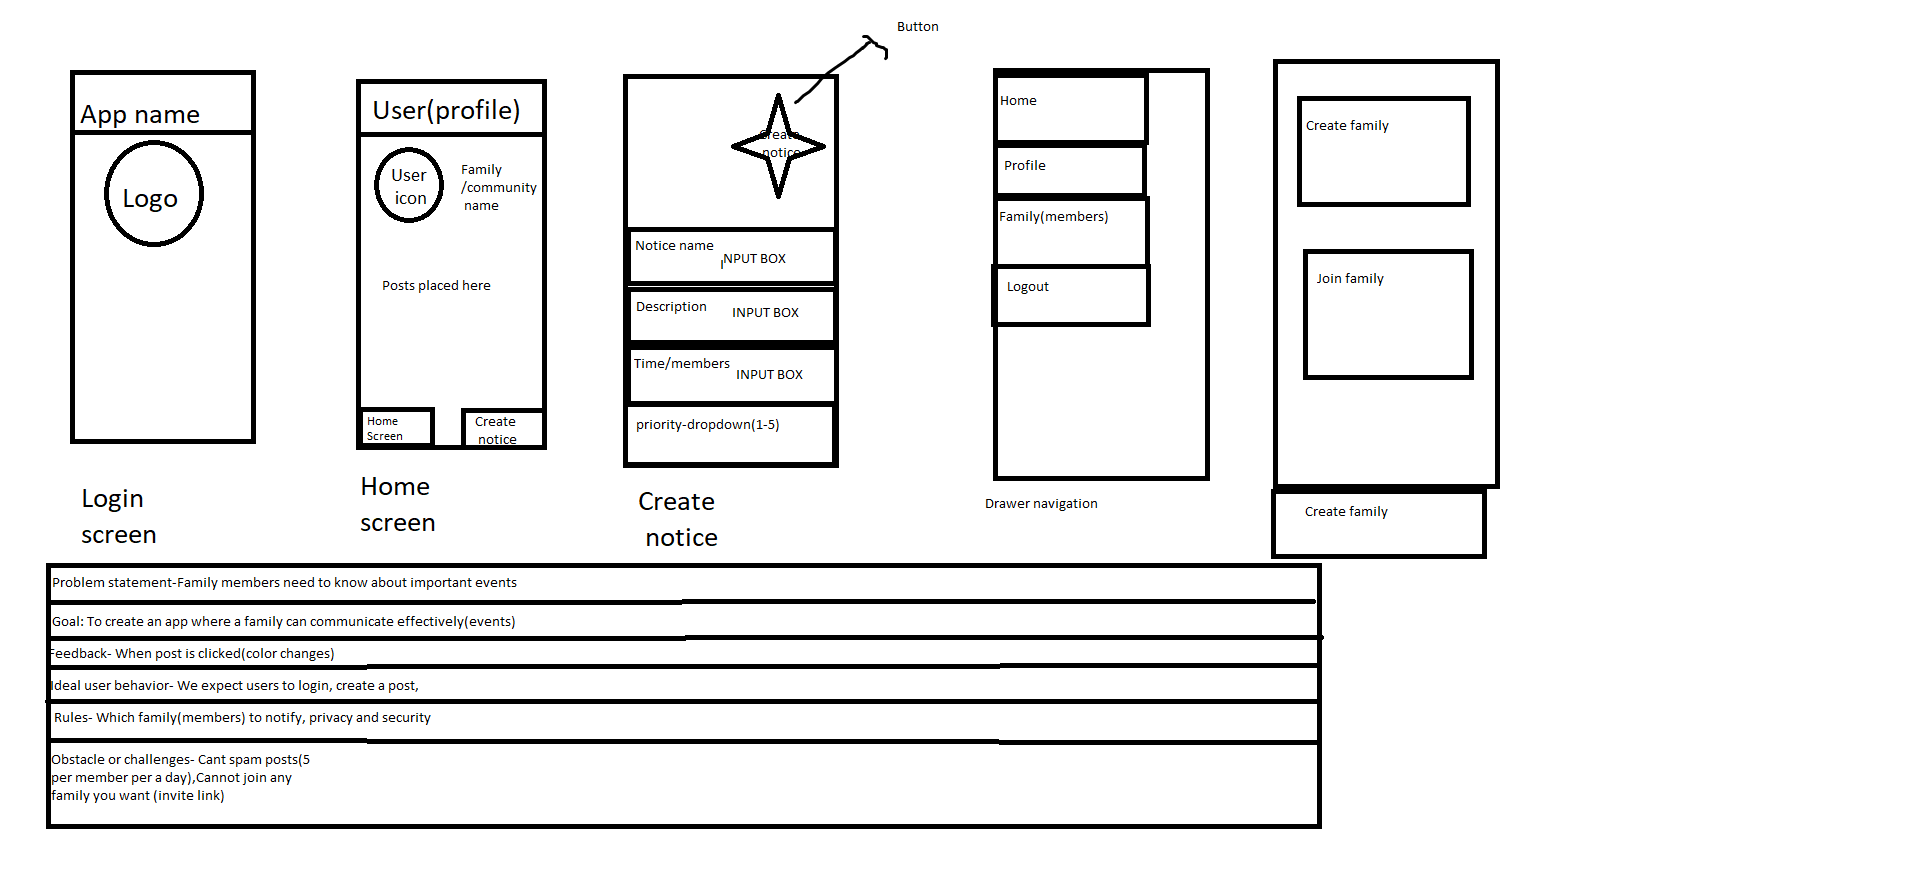 Button
App name
Logo
Login
screen
User(profile)
User
icon
Family
/community
name
Posts placed here
Home
Screen
Create
notice
Home
screen
Create
notice
Notice name
INPUT BOX
Description
INPUT BOX
Time/members
INPUT BOX
priority-dropdown(1-5)
Create
notice
Home
Profile
Family(members)
Logout
Drawer navigation
Create family
Join family
Create family
Problem statement-Family members need to know about important events
Goal: To create an app where a family can communicate effectively(events)
Feedback- When post is clicked(color changes)
Ideal user behavior- We expect users to login, create a post,
Rules- Which family(members) to notify, privacy and security
Obstacle or challenges- Cant spam posts(5
per member per a day),Cannot join any
family you want (invite link)